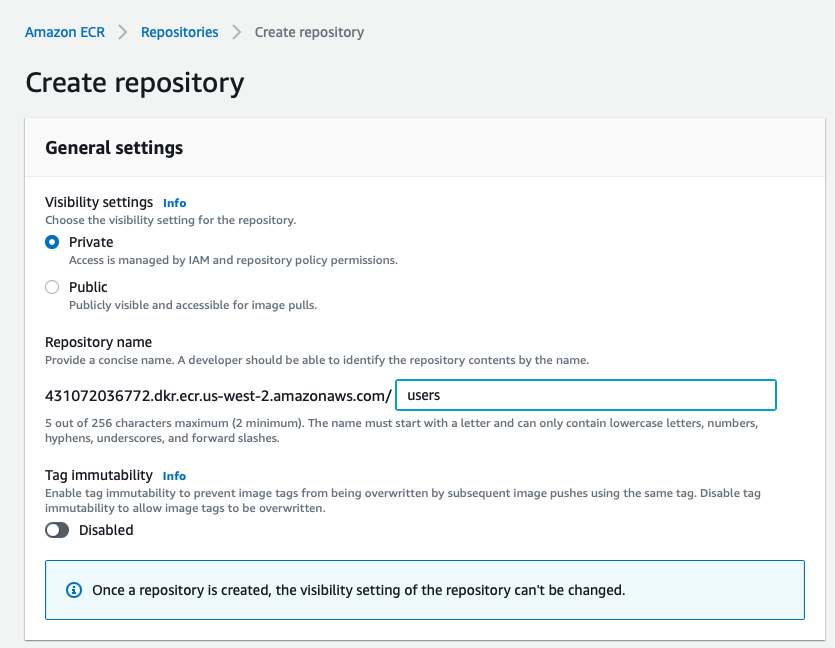 Amazon ECR > Repositories > Create repository
Create repository
General settings
Visibility settings Info
Choose the visibility setting for the repository.
Private
Access is managed by IAM and repository policy permissions.
Public
Publicly visible and accessible for image pulls.
Repository name
Provide a concise name. A developer should be able to identify the repository contents by the name.
431072036772.dkr.ecr.us-west-2.amazonaws.com/ users
5 out of 256 characters maximum (2 minimum). The name must start with a letter and can only contain lowercase letters, numbers,
hyphens, underscores, and forward slashes.
Tag immutability Info
Enable tag immutability to prevent image tags from being overwritten by subsequent image pushes using the same tag. Disable tag
immutability to allow image tags to be overwritten.
Disabled
Once a repository is created, the visibility setting of the repository can't be changed.